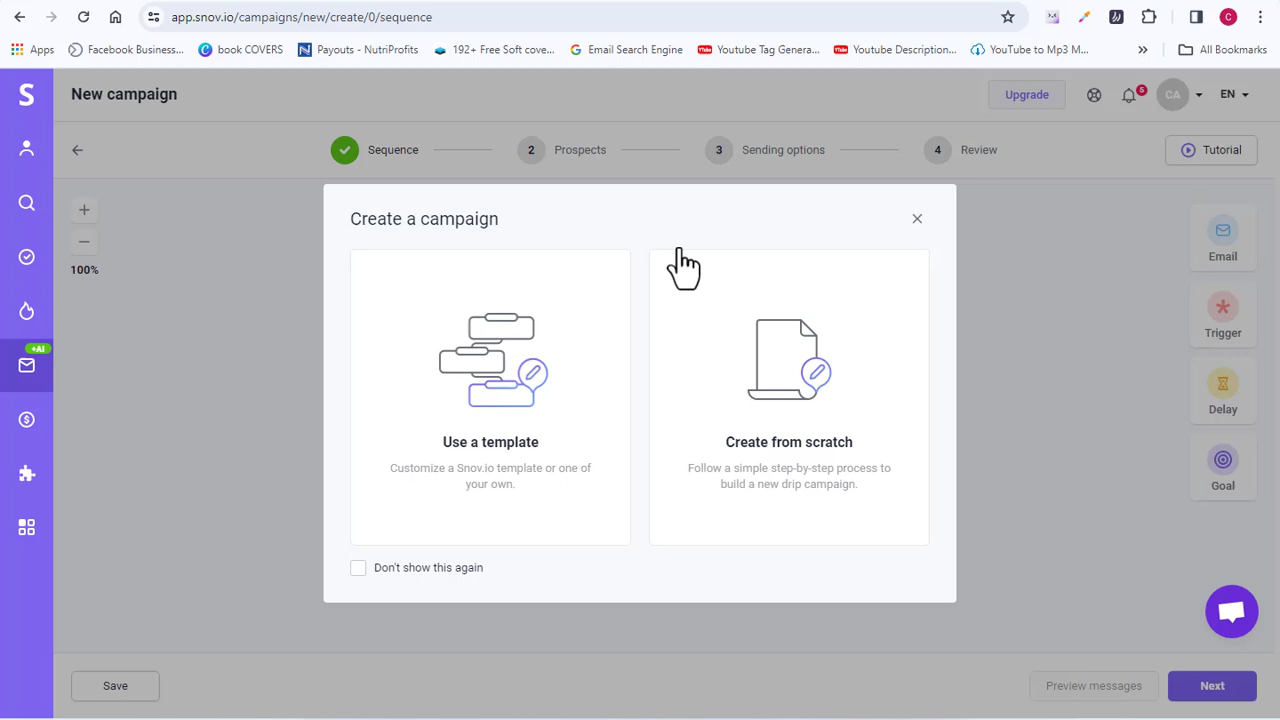 app.snov.io/campaigns/new/create/0/sequence
C
Apps
Facebook Business...
book COVERS
Payouts - NutriProfits
192+ Free Soft cove...
Email Search Engine
Youtube Tag Genera...
Youtube Description...
YouTube to Mp3 M...
All Bookmarks
S
New campaign
Upgrade
5
CA
EN
Sequence
2 Prospects
3 Sending options
4 Review
Tutorial
100%
Create a campaign
Use a template
Customize a Snov.io template or one of
your own.
Create from scratch
Follow a simple step-by-step process to
build a new drip campaign.
Don't show this again
Email
Trigger
Delay
Goal
+AI
Save
Preview messages
Next